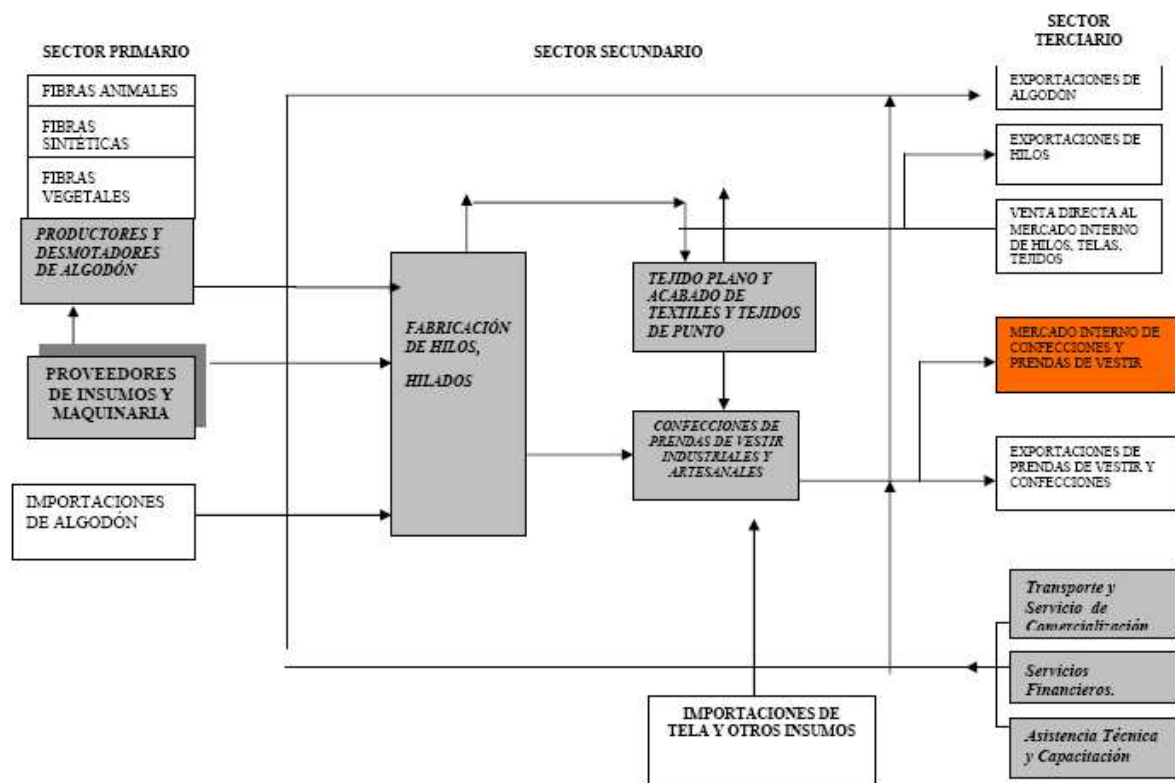 SECTOR PRIMARIO
SECTOR SECUNDARIO
SECTOR
TERCIARIO
FIBRAS ANIMALES
FIBRAS
SINTÉTICAS
FIBRAS
VEGETALES
PRODUCTORES Y
DESMOTADORES
DE ALGODÓN
PROVEEDORES
DE INSUMOS Y
MAQUINARIA
IMPORTACIONES
DE ALGODÓN
FABRICACIÓN
DE HILOS,
HILADOS
TEJIDO PLANO Y
ACABADO DE
TEXTILES Y TEJIDOS
DE PUNTO
CONFECCIONES DE
PRENDAS DE VESTIR
INDUSTRIALES Y
ARTESANALES
IMPORTACIONES DE
TELA Y OTROS INSUMOS
EXPORTACIONES DE
ALGODÓN
EXPORTACIONES DE
HILOS
VENTA DIRECTA AL
MERCADO INTERNO
DE HILOS, TELAS,
TEJIDOS
MERCADO INTERNO DE
CONFECCIONES Y
PRENDAS DE VESTIR
EXPORTACIONES DE
PRENDAS DE VESTIR Y
CONFECCIONES
Transporte y
Servicio de
Comercialización
Servicios
Financieros.
Asistencia Técnica
y Capacitación